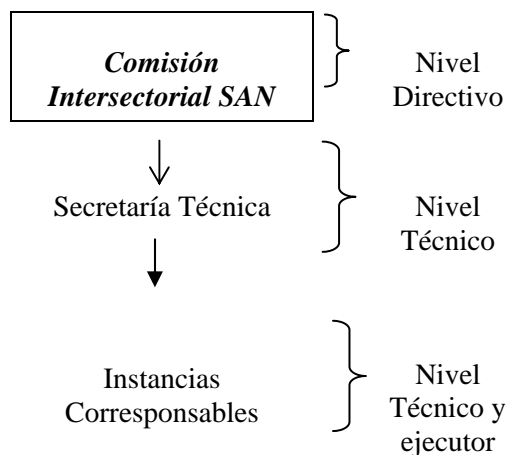 Comisión
Intersectorial SAN
Nivel
Directivo
Secretaría Técnica
Nivel
Técnico
Instancias
Corresponsables
Nivel
Técnico y
ejecutor